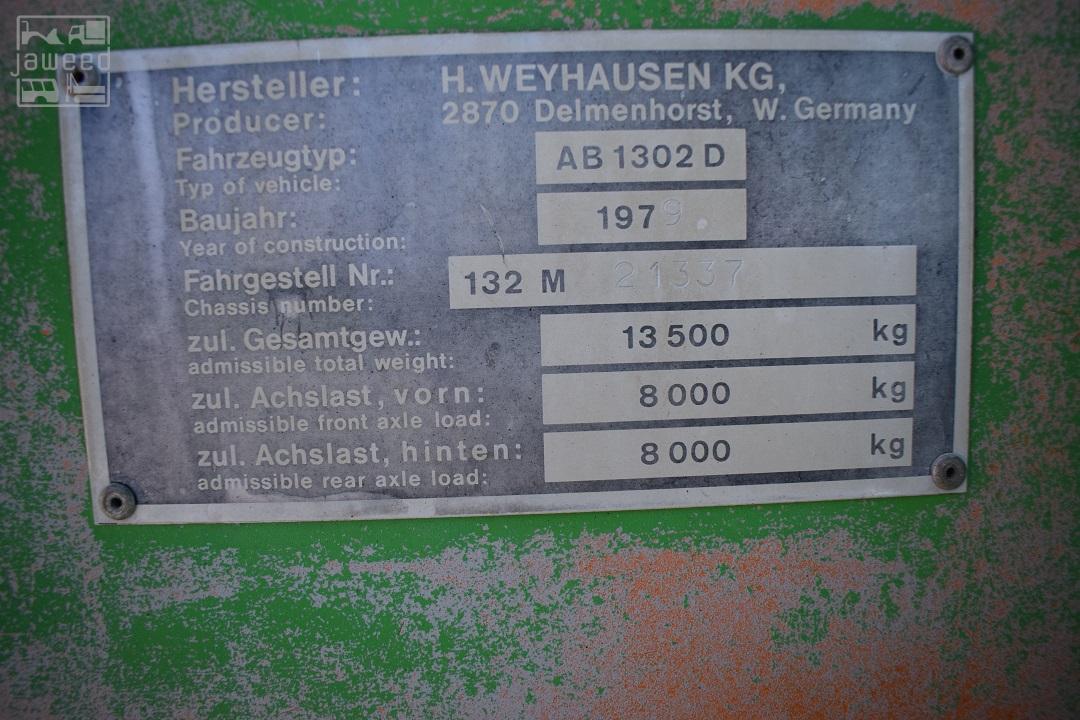 jaweed
Hersteller: H. WEYHAUSEN KG,
Producer: 2870 Delmenhorst, W. Germany
Fahrzeugtyp: AB 1302 D
Typ of vehicle:
Baujahr: 1979
Year of construction:
Fahrgestell Nr.: 132 M 21337
Chassis number:
zul. Gesamtgew.: 13 500 kg
admissible total weight:
zul. Achslast, vorn: 8 000 kg
admissible front axle load:
zul. Achslast, hinten: 8 000 kg
admissible rear axle load: